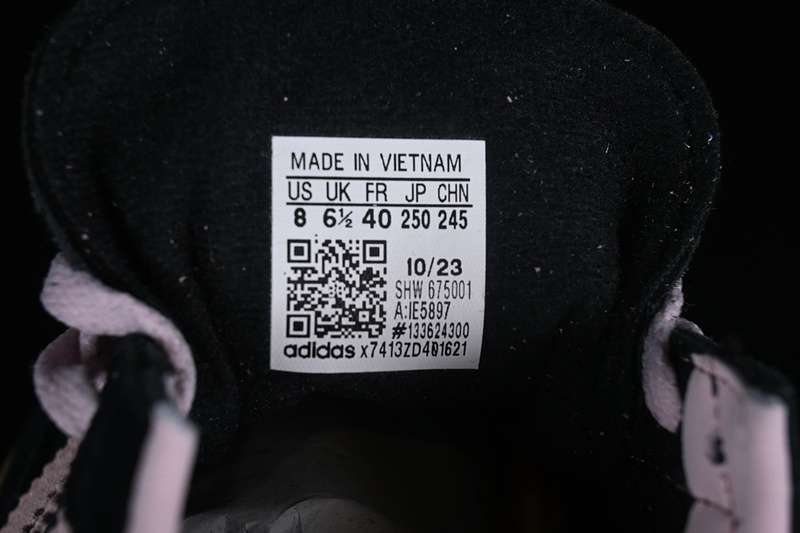 MADE IN VIETNAM
US UK FR JP CHN
8 6½ 40 250 245
10/23
SHW 675001
A:IE5897
#133624300
adidas x7413ZD401621